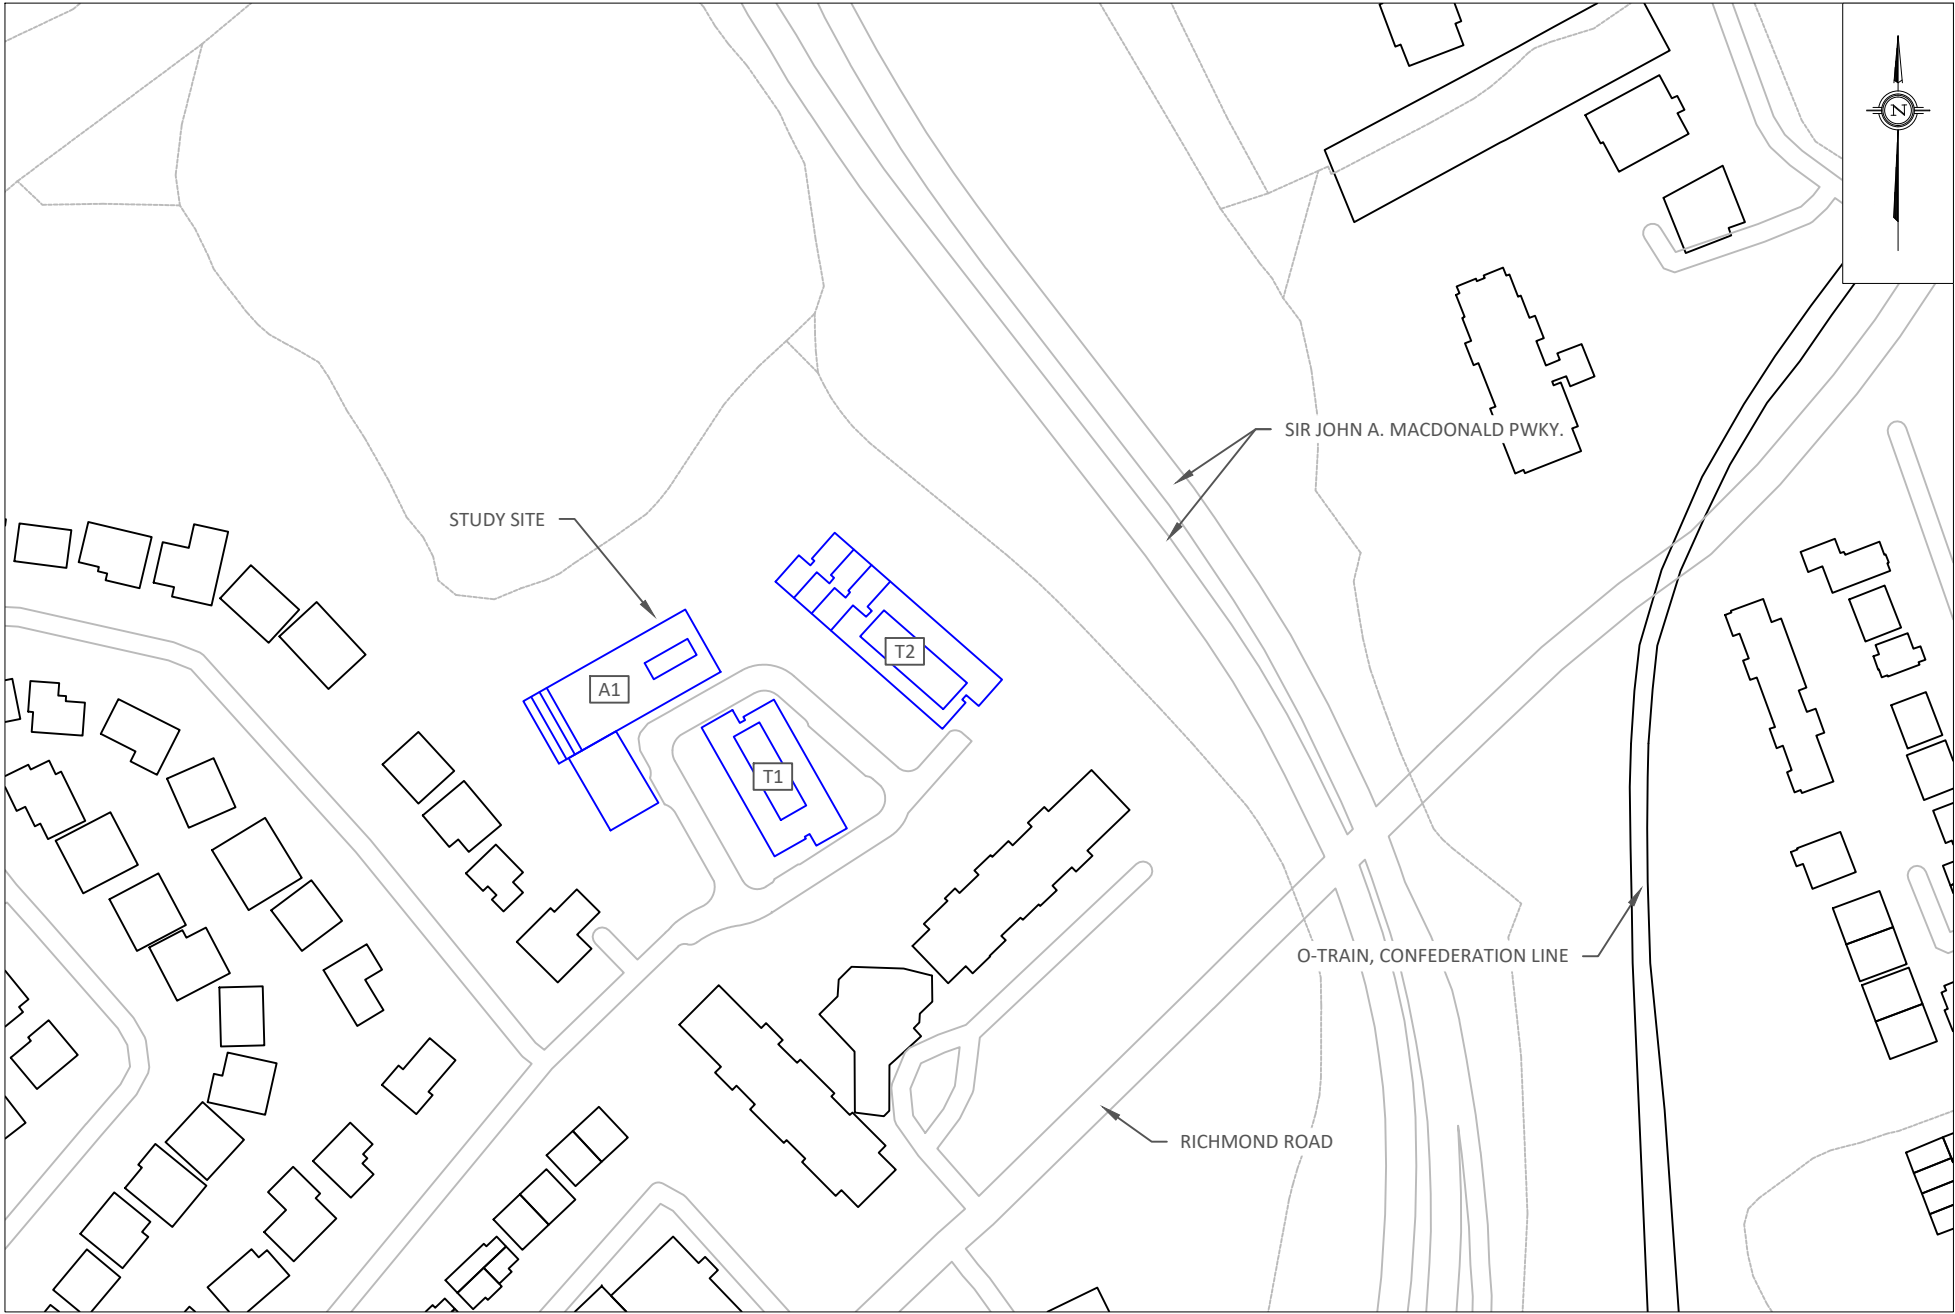 N
SIR JOHN A. MACDONALD PWKY.
STUDY SITE
T2
A1
T1
O-TRAIN, CONFEDERATION LINE
RICHMOND ROAD